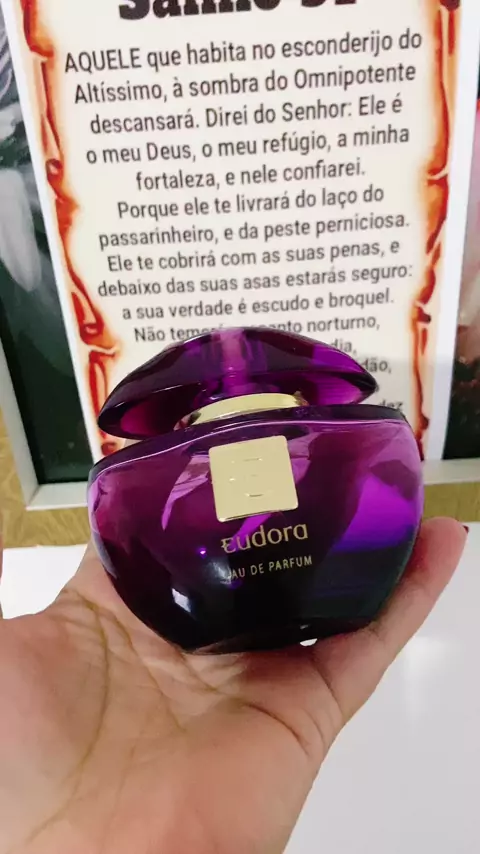 AQUELE que habita no esconderijo do
Altíssimo, à sombra do Omnipotente
descansará. Direi do Senhor: Ele é
o meu Deus, o meu refúgio, a minha
fortaleza, e nele confiarei.
Porque ele te livrará do laço do
passarinheiro, e da peste perniciosa.
Ele te cobrirá com as suas penas, e
debaixo das suas asas estarás seguro:
a sua verdade é escudo e broquel.
Não noturno,
eudora
EAU DE PARFUM